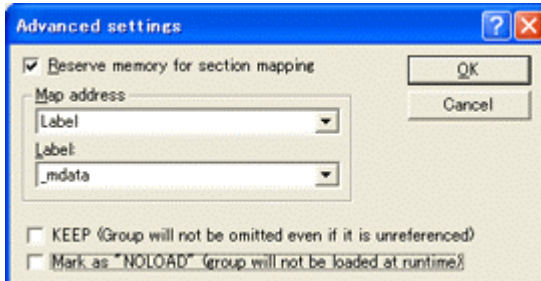 Advanced settings
Reserve memory for section mapping
OK
Map address
Cancel
Label
Label:
_mdata
KEEP (Group will not be omitted even if it is unreferenced)
Mark as "NOLOAD" (group will not be loaded at runtime)